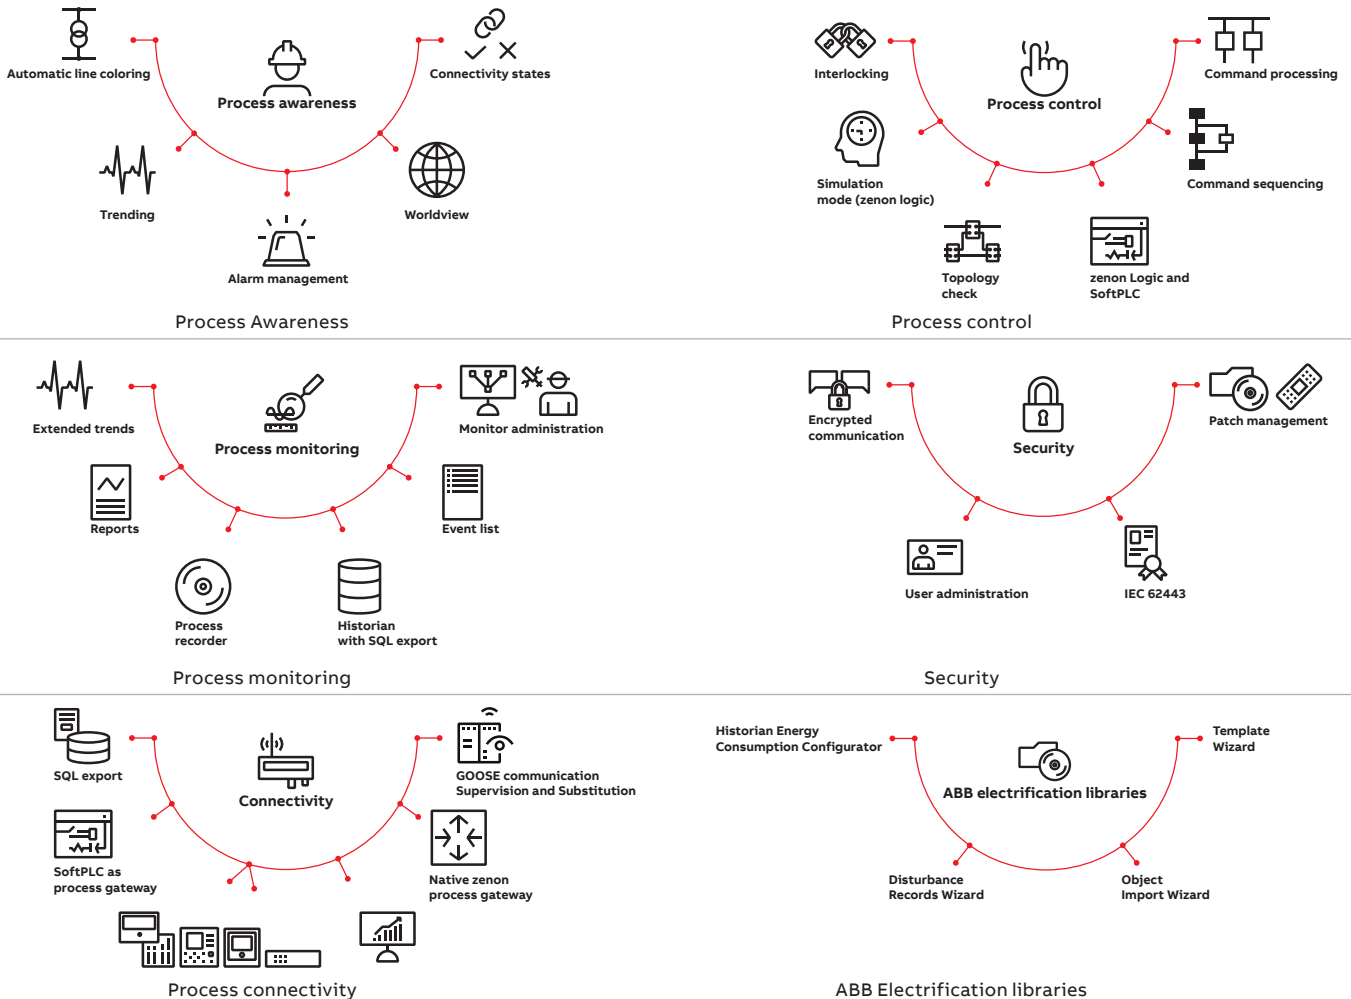 Automatic line coloring
Process awareness
Connectivity states
Trending
Worldview
Alarm management
Process Awareness
Interlocking
Process control
Command processing
Simulation
mode (zenon logic)
Command sequencing
Topology
check
zenon Logic and
SoftPLC
Process control
Extended trends
Process monitoring
Monitor administration
Reports
Event list
Process
recorder
Historian
with SQL export
Process monitoring
Encrypted
communication
Security
Patch management
User administration
IEC 62443
Security
SQL export
Connectivity
GOOSE communication
Supervision and Substitution
SoftPLC as
process gateway
Native zenon
process gateway
Process connectivity
Historian Energy
Consumption Configurator
ABB electrification libraries
Template
Wizard
Disturbance
Records Wizard
Object
Import Wizard
ABB Electrification libraries